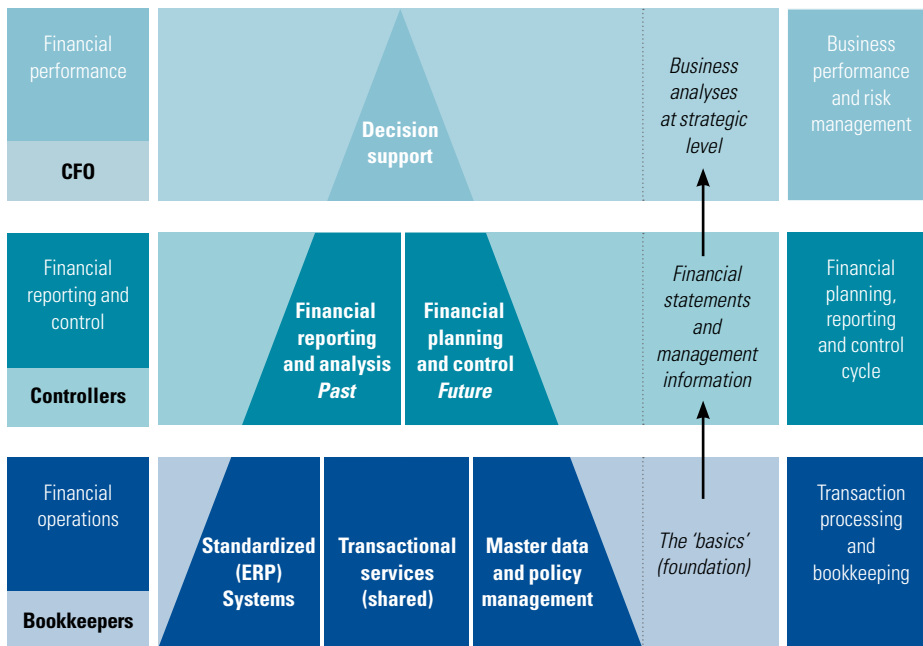 Financial
performance
CFO
Decision
support
Business
analyses
at strategic
level
Business
performance
and risk
management
Financial
reporting and
control
Controllers
Financial
reporting
and analysis
Past
Financial
planning
and control
Future
Financial
statements
and
management
information
Financial
planning,
reporting
and control
cycle
Financial
operations
Bookkeepers
Standardized
(ERP)
Systems
Transactional
services
(shared)
Master data
and policy
management
The ‘basics’
(foundation)
Transaction
processing
and
bookkeeping